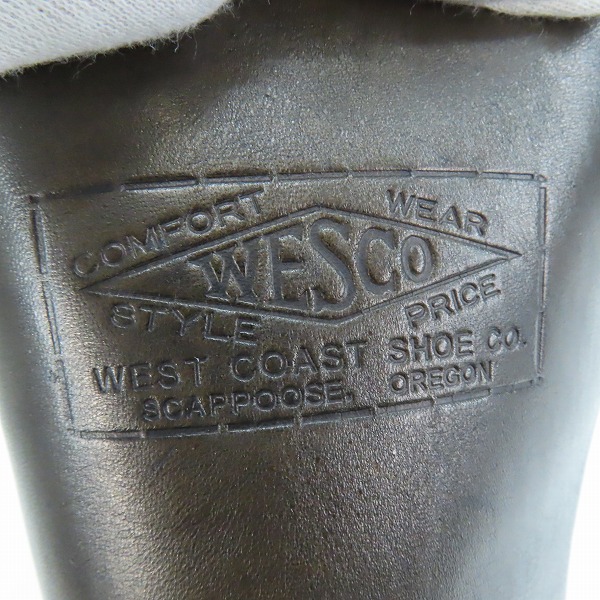 COMFORT WEAR
WESCO
STYLE PRICE
WEST COAST SHOE CO.
SCAPPOOSE, OREGON